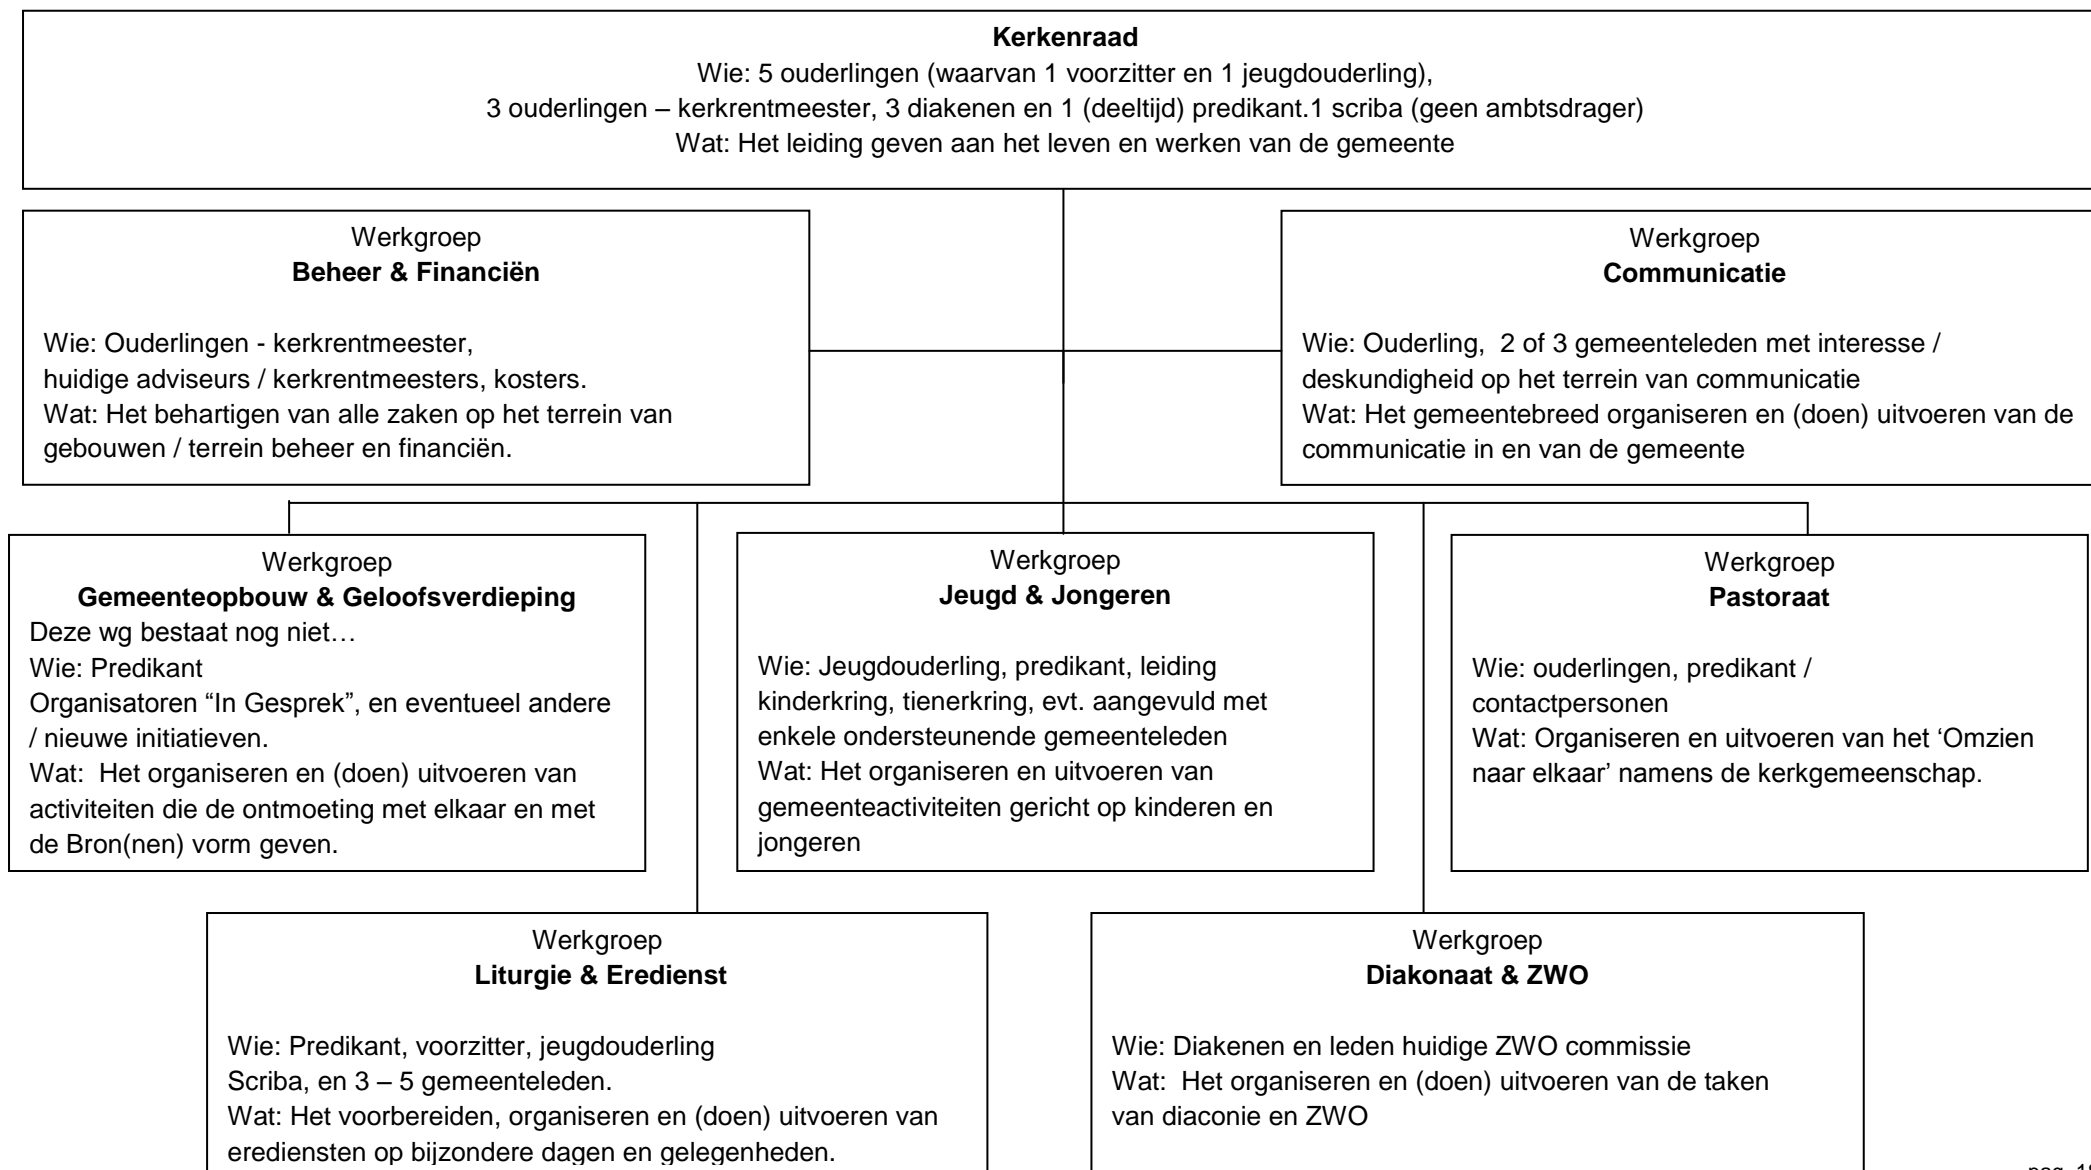 Kerkenraad
Wie: 5 ouderlingen (waarvan 1 voorzitter en 1 jeugdouderling),
3 ouderlingen – kerkrentmeester, 3 diakenen en 1 (deeltijd) predikant.1 scriba (geen ambtsdrager)
Wat: Het leiding geven aan het leven en werken van de gemeente
Werkgroep
Beheer & Financiën
Wie: Ouderlingen - kerkrentmeester,
huidige adviseurs / kerkrentmeesters, kosters.
Wat: Het behartigen van alle zaken op het terrein van
gebouwen / terrein beheer en financiën.
Werkgroep
Communicatie
Wie: Ouderling,  2 of 3 gemeenteleden met interesse /
deskundigheid op het terrein van communicatie
Wat: Het gemeentebreed organiseren en (doen) uitvoeren van de
communicatie in en van de gemeente
Werkgroep
Gemeenteopbouw & Geloofsverdieping
Deze wg bestaat nog niet…
Wie: Predikant
Organisatoren “In Gesprek”, en eventueel andere
/ nieuwe initiatieven.
Wat:  Het organiseren en (doen) uitvoeren van
activiteiten die de ontmoeting met elkaar en met
de Bron(nen) vorm geven.
Werkgroep
Jeugd & Jongeren
Wie: Jeugdouderling, predikant, leiding
kinderkring, tienerkring, evt. aangevuld met
enkele ondersteunende gemeenteleden
Wat: Het organiseren en uitvoeren van
gemeenteactiviteiten gericht op kinderen en
jongeren
Werkgroep
Pastoraat
Wie: ouderlingen, predikant /
contactpersonen
Wat: Organiseren en uitvoeren van het ‘Omzien
naar elkaar’ namens de kerkgemeenschap.
Werkgroep
Liturgie & Eredienst
Wie: Predikant, voorzitter, jeugdouderling
Scriba, en 3 – 5 gemeenteleden.
Wat: Het voorbereiden, organiseren en (doen) uitvoeren van
erediensten op bijzondere dagen en gelegenheden.
Werkgroep
Diakonaat & ZWO
Wie: Diakenen en leden huidige ZWO commissie
Wat:  Het organiseren en (doen) uitvoeren van de taken
van diaconie en ZWO